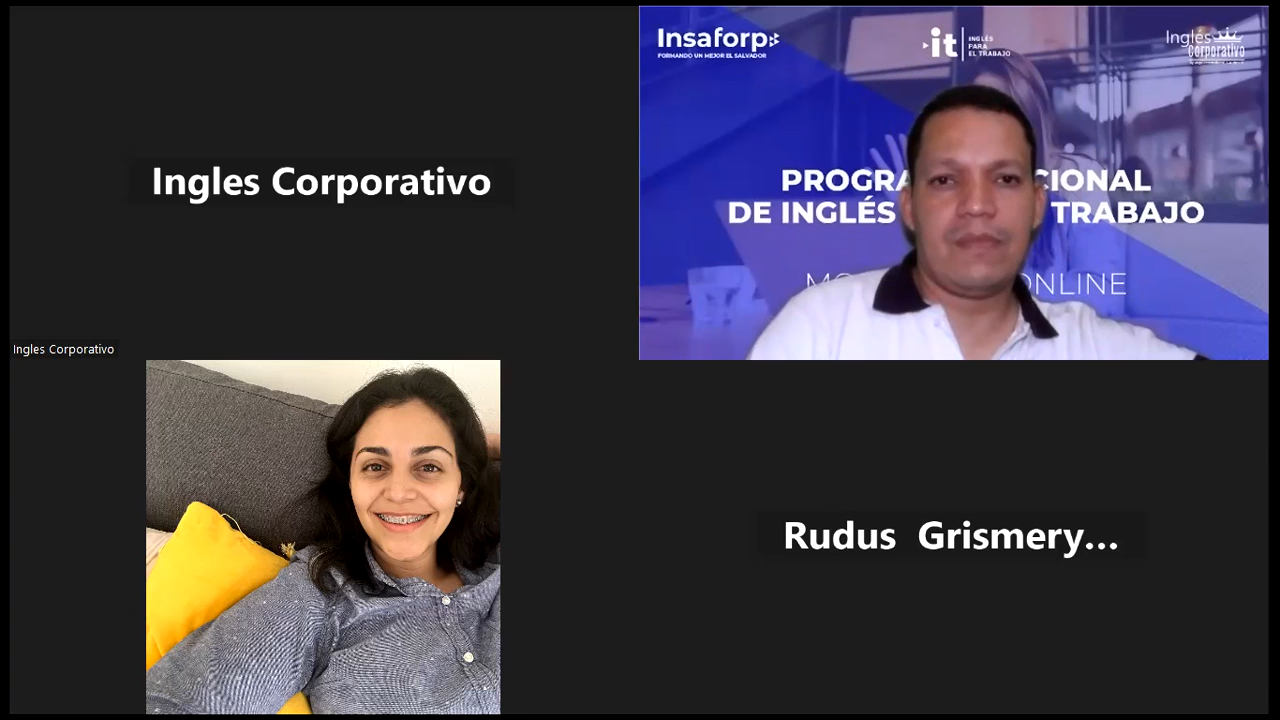 Ingles Corporativo
Ingles Corporativo
Insaforp
FORMANDO UN MEJOR EL SALVADOR
it
INGLÉS
PARA
EL TRABAJO
Inglés
Corporativo
PROGRA CIONAL
DE INGLÉS TRABAJO
MO ONLINE
Rudus Grismery...